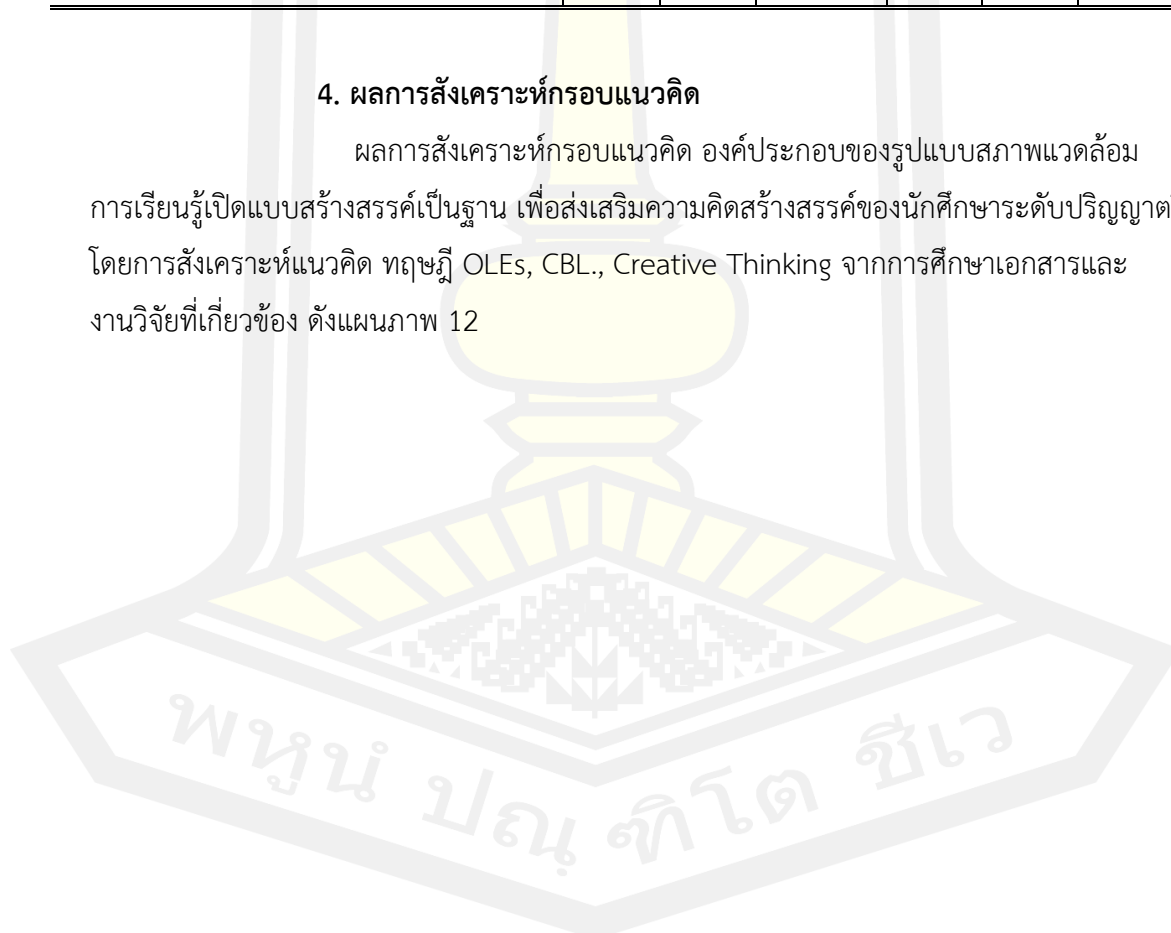 4. ผลการสังเคราะห์กรอบแนวคิด
ผลการสังเคราะห์กรอบแนวคิด องค์ประกอบของรูปแบบสภาพแวดล้อม
การเรียนรู้เปิดแบบสร้างสรรค์เป็นฐาน เพื่อส่งเสริมความคิดสร้างสรรค์ของนักศึกษาระดับปริญญาต
โดยการสังเคราะห์แนวคิด ทฤษฎี OLEs, CBL., Creative Thinking จากการศึกษาเอกสารและ
งานวิจัยที่เกี่ยวข้อง ดังแผนภาพ 12
พหูนํ ปณฺ ฑิโต ชีเว